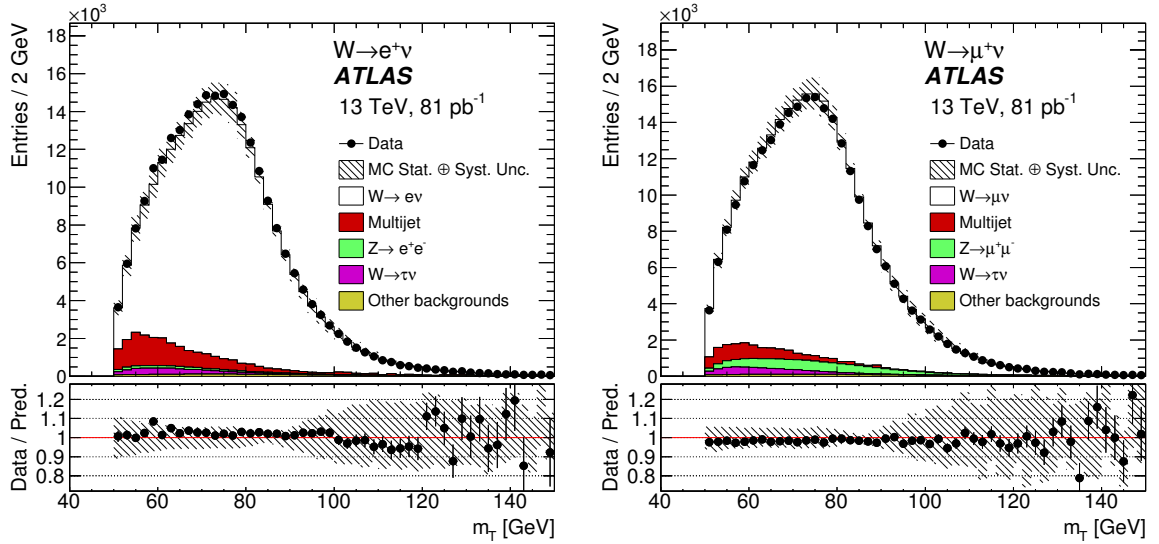 ×10³
Entries / 2 GeV
18
16
14
12
10
8
6
4
2
0
W→e⁺ν
ATLAS
13 TeV, 81 pb⁻¹
Data
MC Stat. ⊕ Syst. Unc.
W→ eν
Multijet
Z→ e⁺e⁻
W→τν
Other backgrounds
Data / Pred.
1.2
1.1
1
0.9
0.8
40 60 80 100 120 140
m_T [GeV]
×10³
Entries / 2 GeV
18
16
14
12
10
8
6
4
2
0
W→μ⁺ν
ATLAS
13 TeV, 81 pb⁻¹
Data
MC Stat. ⊕ Syst. Unc.
W→μν
Multijet
Z→μ⁺μ⁻
W→τν
Other backgrounds
Data / Pred.
1.2
1.1
1
0.9
0.8
40 60 80 100 120 140
m_T [GeV]